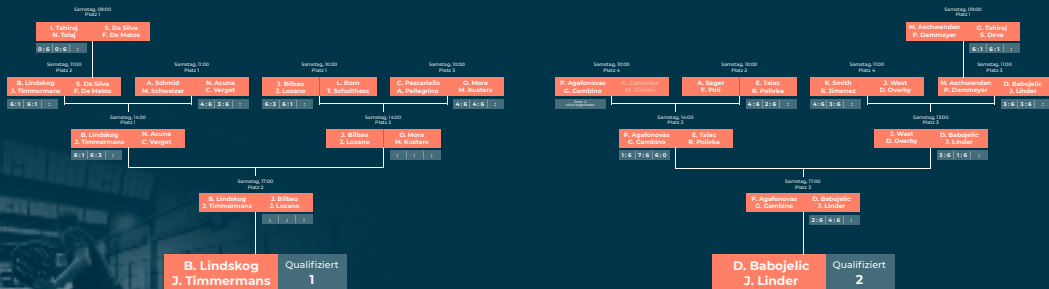 Samstag, 09:00
Platz 1
I. Tahiraj
N. Tolaj
S. Da Silva
F. De Matos
0:6 0:6 :
Samstag, 09:00
Platz 1
M. Aschwanden
P. Dammeyer
G. Tahiraj
S. Deva
6:1 6:1 :
Samstag, 11:00
Platz 2
B. Lindskog
J. Timmermans
S. Da Silva
F. De Matos
6:1 6:1 :
Samstag, 11:00
Platz 1
A. Schmid
M. Schweizer
N. Acuna
C. Verget
4:6 3:6 :
Samstag, 10:00
Platz 1
J. Bilbao
J. Lozano
L. Born
T. Schulthess
6:3 6:1 :
Samstag, 10:00
Platz 3
C. Pascariello
A. Pellegrino
O. Mora
M. Kusters
4:6 4:6 :
Samstag, 10:00
Platz 4
P. Agafonovas
G. Gambino
Samstag, 10:00
Platz 2
A. Sager
F. Poli
E. Talac
R. Polivka
4:6 2:6 :
Samstag, 11:00
Platz 4
K. Smith
R. Jimenez
J. West
D. Overby
4:6 3:6 :
Samstag, 11:00
Platz 3
M. Aschwanden
P. Dammeyer
D. Babojelic
J. Linder
3:6 3:6 :
Samstag, 14:00
Platz 1
B. Lindskog
J. Timmermans
N. Acuna
C. Verget
6:1 6:3 :
Samstag, 14:00
Platz 2
J. Bilbao
J. Lozano
O. Mora
M. Kusters
: : :
Samstag, 14:00
Platz 3
P. Agafonovas
G. Gambino
E. Talac
R. Polivka
1:6 7:6 6:0
Samstag, 13:00
Platz 3
J. West
D. Overby
D. Babojelic
J. Linder
3:6 1:6 :
Samstag, 17:00
Platz 2
B. Lindskog
J. Timmermans
J. Bilbao
J. Lozano
: : :
Samstag, 17:00
Platz 3
P. Agafonovas
G. Gambino
D. Babojelic
J. Linder
2:6 4:6 :
B. Lindskog
J. Timmermans
Qualifiziert
1
D. Babojelic
J. Linder
Qualifiziert
2